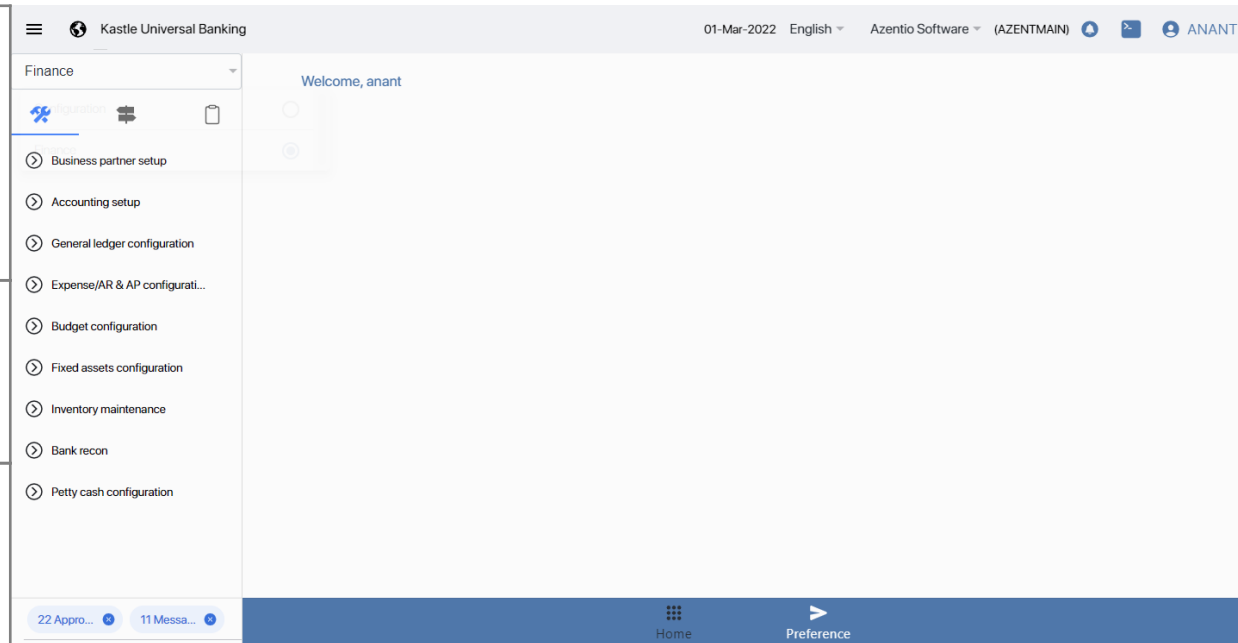 Kastle Universal Banking 01-Mar-2022 English Azentio Software (AZENTMAIN) ANANT
Finance
Welcome, anant
Business partner setup
Accounting setup
General ledger configuration
Expense/AR & AP configurati...
Budget configuration
Fixed assets configuration
Inventory maintenance
Bank recon
Petty cash configuration
22 Appro... 11 Messa...
Home Preference